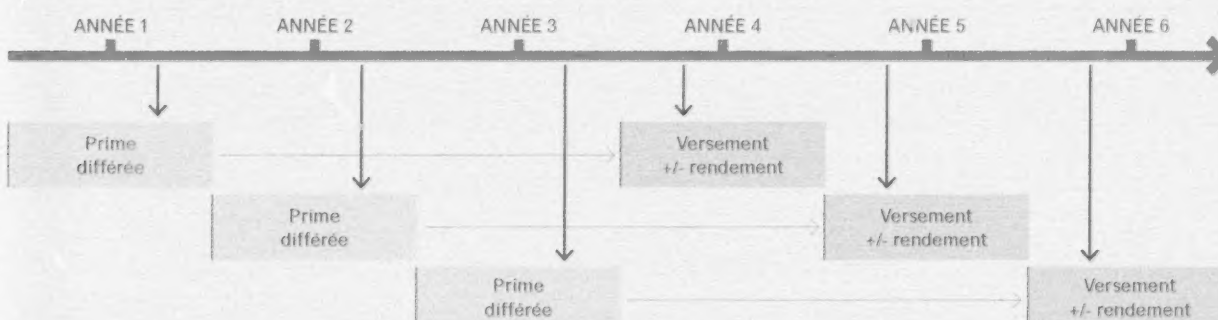 ANNÉE 1 ANNÉE 2 ANNÉE 3 ANNÉE 4 ANNÉE 5 ANNÉE 6
Prime
différée
Versement
+/- rendement
Prime
différée
Versement
+/- rendement
Prime
différée
Versement
+/- rendement